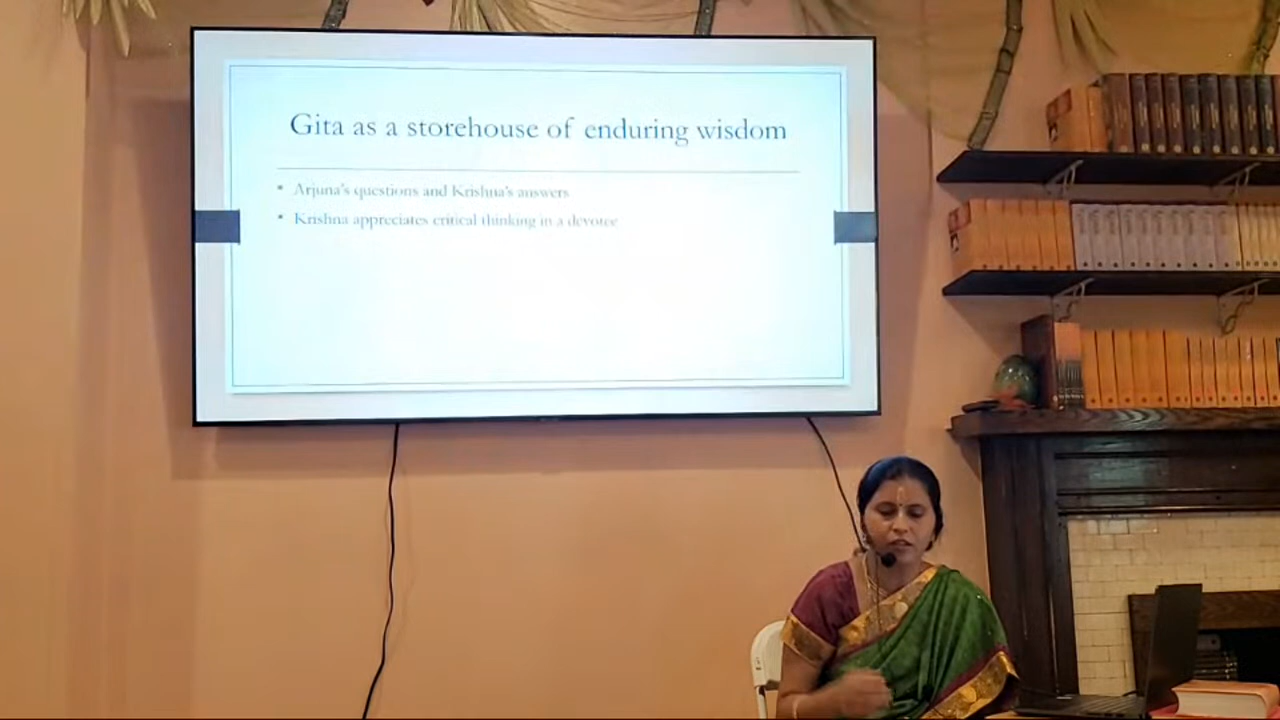 Gita as a storehouse of enduring wisdom
Arjuna's questions and Krishna's answers
Krishna appreciates critical thinking in a devotee